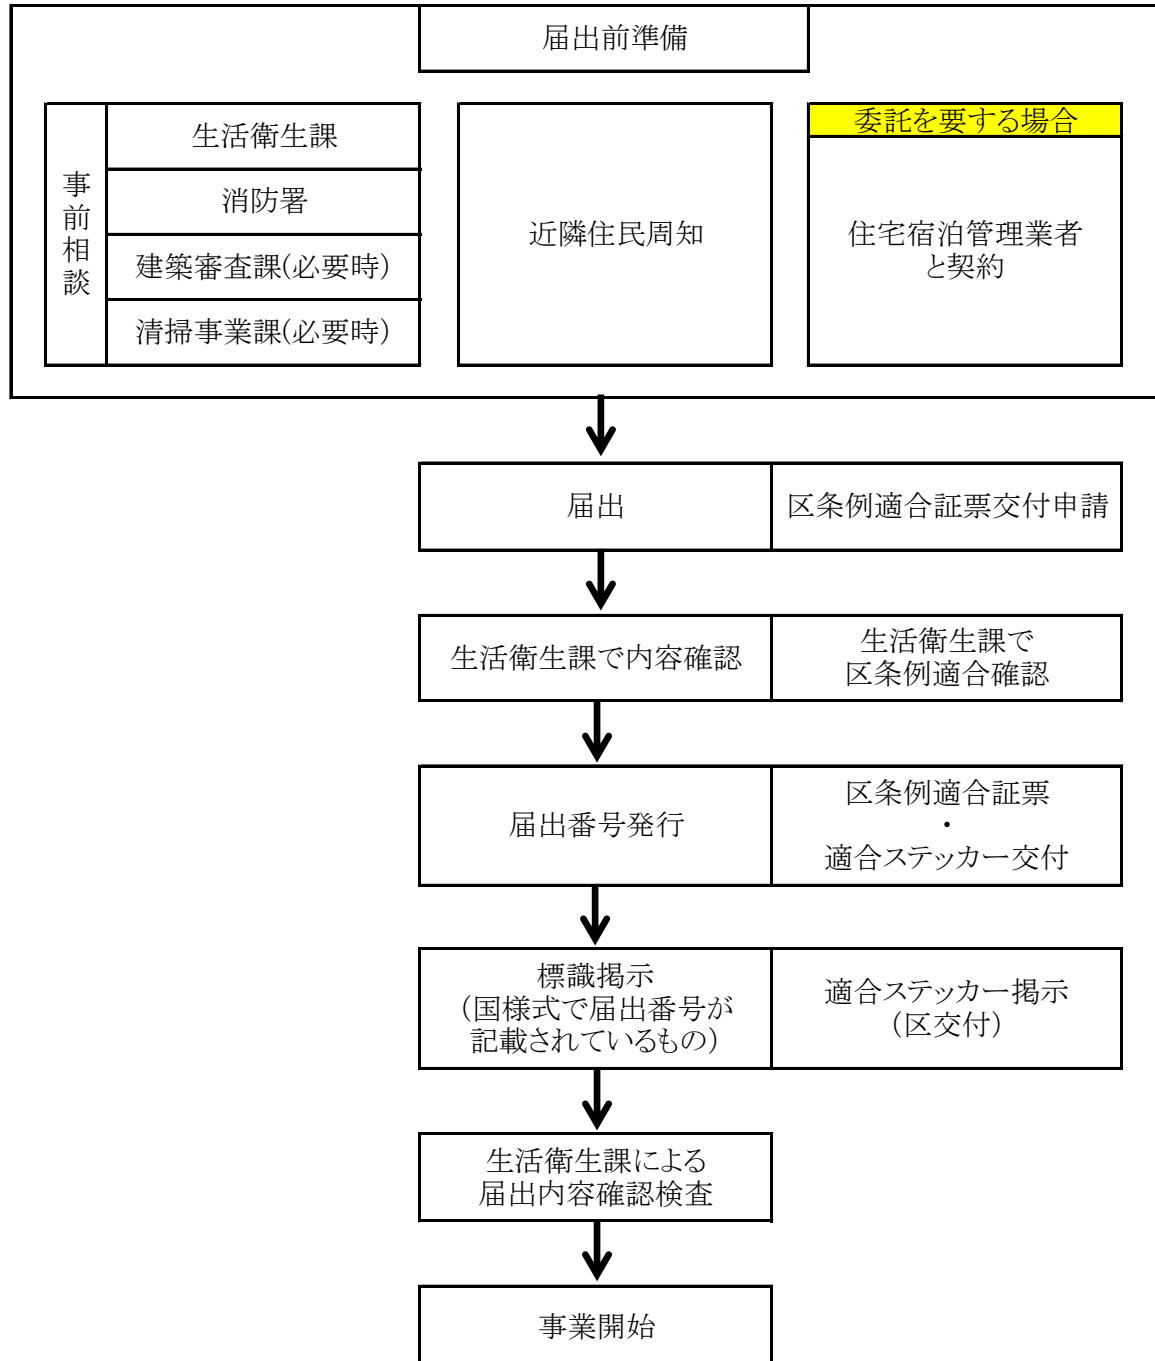 届出前準備
事前相談
生活衛生課
消防署
建築審査課(必要時)
清掃事業課(必要時)
近隣住民周知
委託を要する場合
住宅宿泊管理業者
と契約
届出
区条例適合証票交付申請
生活衛生課で内容確認
生活衛生課で
区条例適合確認
届出番号発行
区条例適合証票
・
適合ステッカー交付
標識掲示
（国様式で届出番号が
記載されているもの）
適合ステッカー掲示
（区交付）
生活衛生課による
届出内容確認検査
事業開始